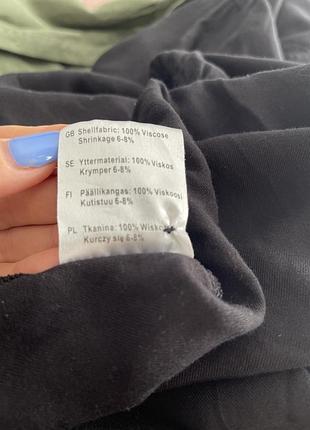 GB Shellfabric: 100% Viscose
Shrinkage 6-8%
SE Yttermaterial: 100% Viskos
Krymper 6-8%
FI Päällikangas: 100% Viskoosi
Kutistuu 6-8%
PL Tkanina: 100% Wiskoza
Kurczy się 6-8%